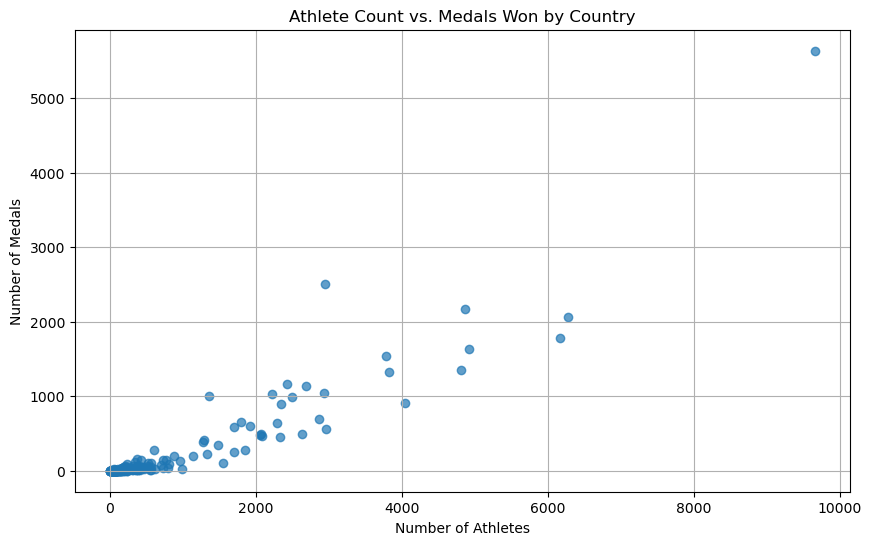 Athlete Count vs. Medals Won by Country
Number of Medals
5000
4000
3000
2000
1000
0
0 2000 4000 6000 8000 10000
Number of Athletes